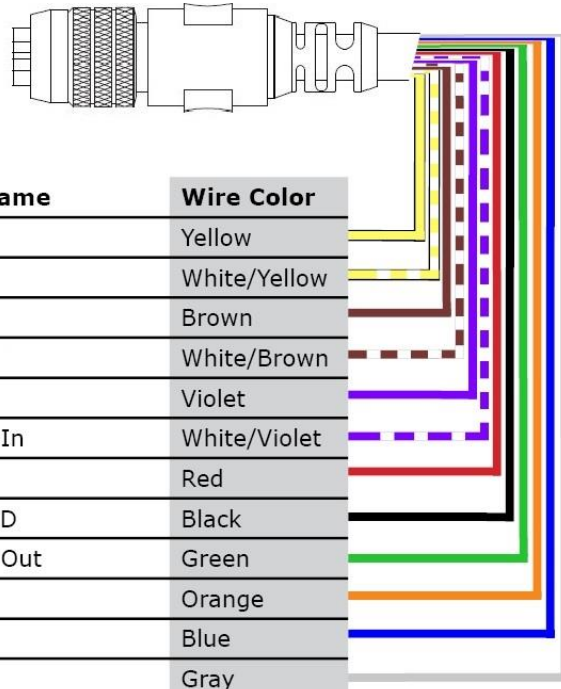 ame Wire Color
Yellow
White/Yellow
Brown
White/Brown
Violet
In White/Violet
Red
D Black
Out Green
Orange
Blue
Gray